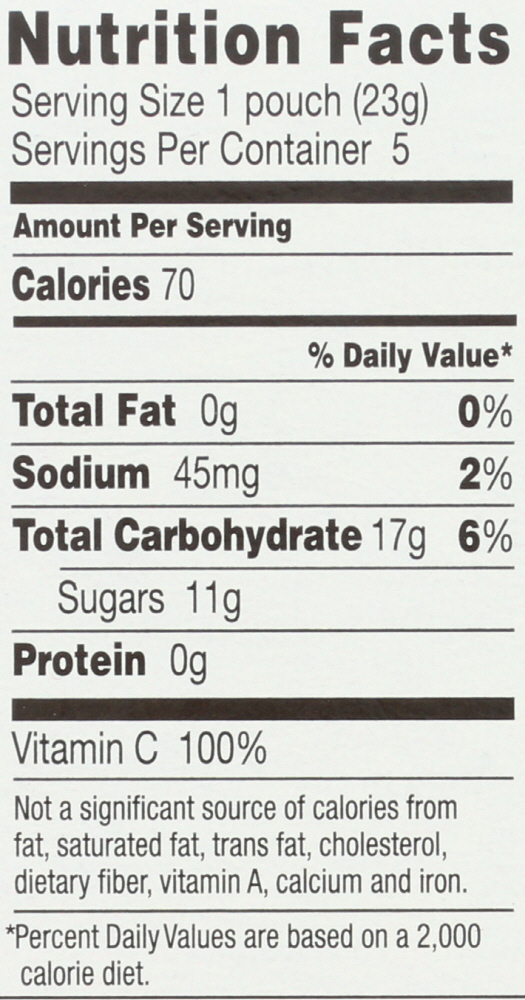 Nutrition Facts
Serving Size 1 pouch (23g)
Servings Per Container 5
Amount Per Serving
Calories 70
% Daily Value*
Total Fat 0g 0%
Sodium 45mg 2%
Total Carbohydrate 17g 6%
Sugars 11g
Protein 0g
Vitamin C 100%
Not a significant source of calories from
fat, saturated fat, trans fat, cholesterol,
dietary fiber, vitamin A, calcium and iron.
*Percent Daily Values are based on a 2,000
calorie diet.